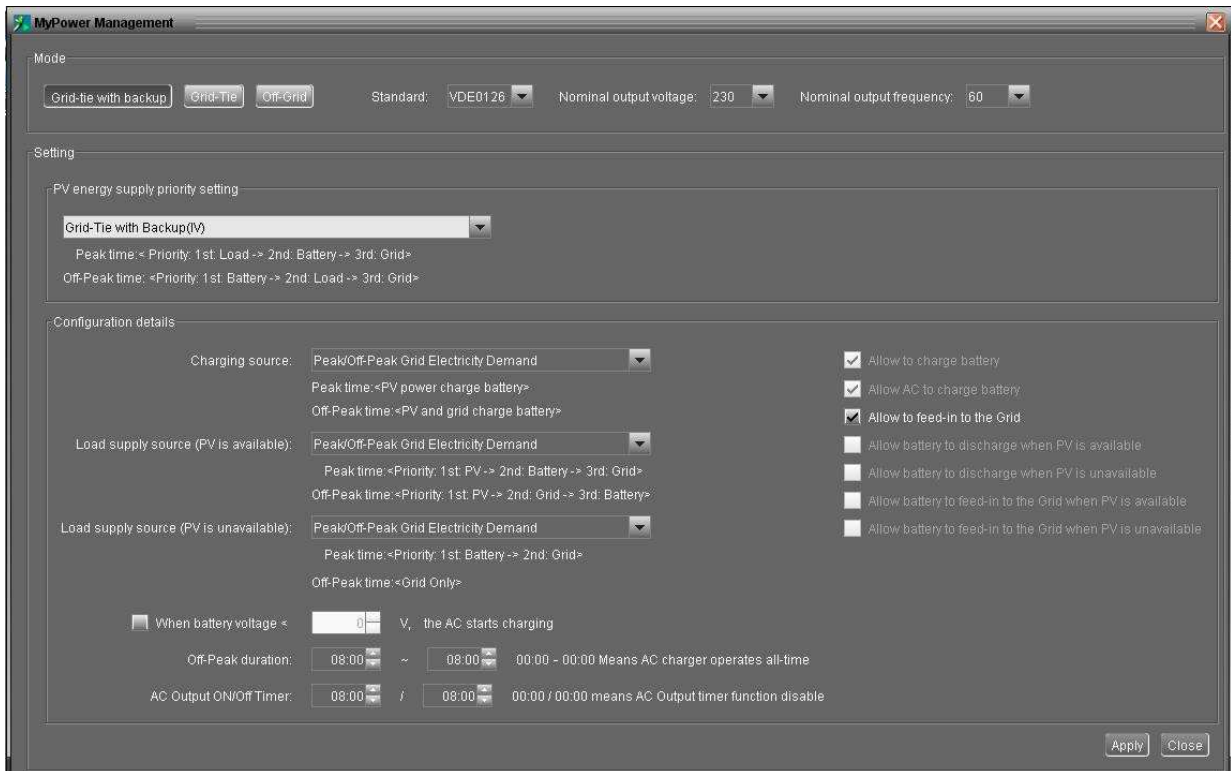 MyPower Management
Mode
Grid-tie with backup Grid-Tie Off-Grid Standard: VDE0126 Nominal output voltage: 230 Nominal output frequency: 60
Setting
PV energy supply priority setting
Grid-Tie with Backup(IV)
Peak time:< Priority: 1st: Load -> 2nd: Battery -> 3rd: Grid>
Off-Peak time: <Priority: 1st: Battery -> 2nd: Load -> 3rd: Grid>
Configuration details
Charging source: Peak/Off-Peak Grid Electricity Demand
Peak time:<PV power charge battery>
Off-Peak time:<PV and grid charge battery>
Load supply source (PV is available): Peak/Off-Peak Grid Electricity Demand
Peak time:<Priority: 1st: PV -> 2nd: Battery -> 3rd: Grid>
Off-Peak time:<Priority: 1st: PV -> 2nd: Grid -> 3rd: Battery>
Load supply source (PV is unavailable): Peak/Off-Peak Grid Electricity Demand
Peak time:<Priority: 1st: Battery -> 2nd: Grid>
Off-Peak time:<Grid Only>
Allow to charge battery
Allow AC to charge battery
Allow to feed-in to the Grid
Allow battery to discharge when PV is available
Allow battery to discharge when PV is unavailable
Allow battery to feed-in to the Grid when PV is available
Allow battery to feed-in to the Grid when PV is unavailable
When battery voltage < 0 V, the AC starts charging
Off-Peak duration: 08:00 ~ 08:00 00:00 - 00:00 Means AC charger operates all-time
AC Output ON/Off Timer: 08:00 / 08:00 00:00 / 00:00 means AC Output timer function disable
Apply Close